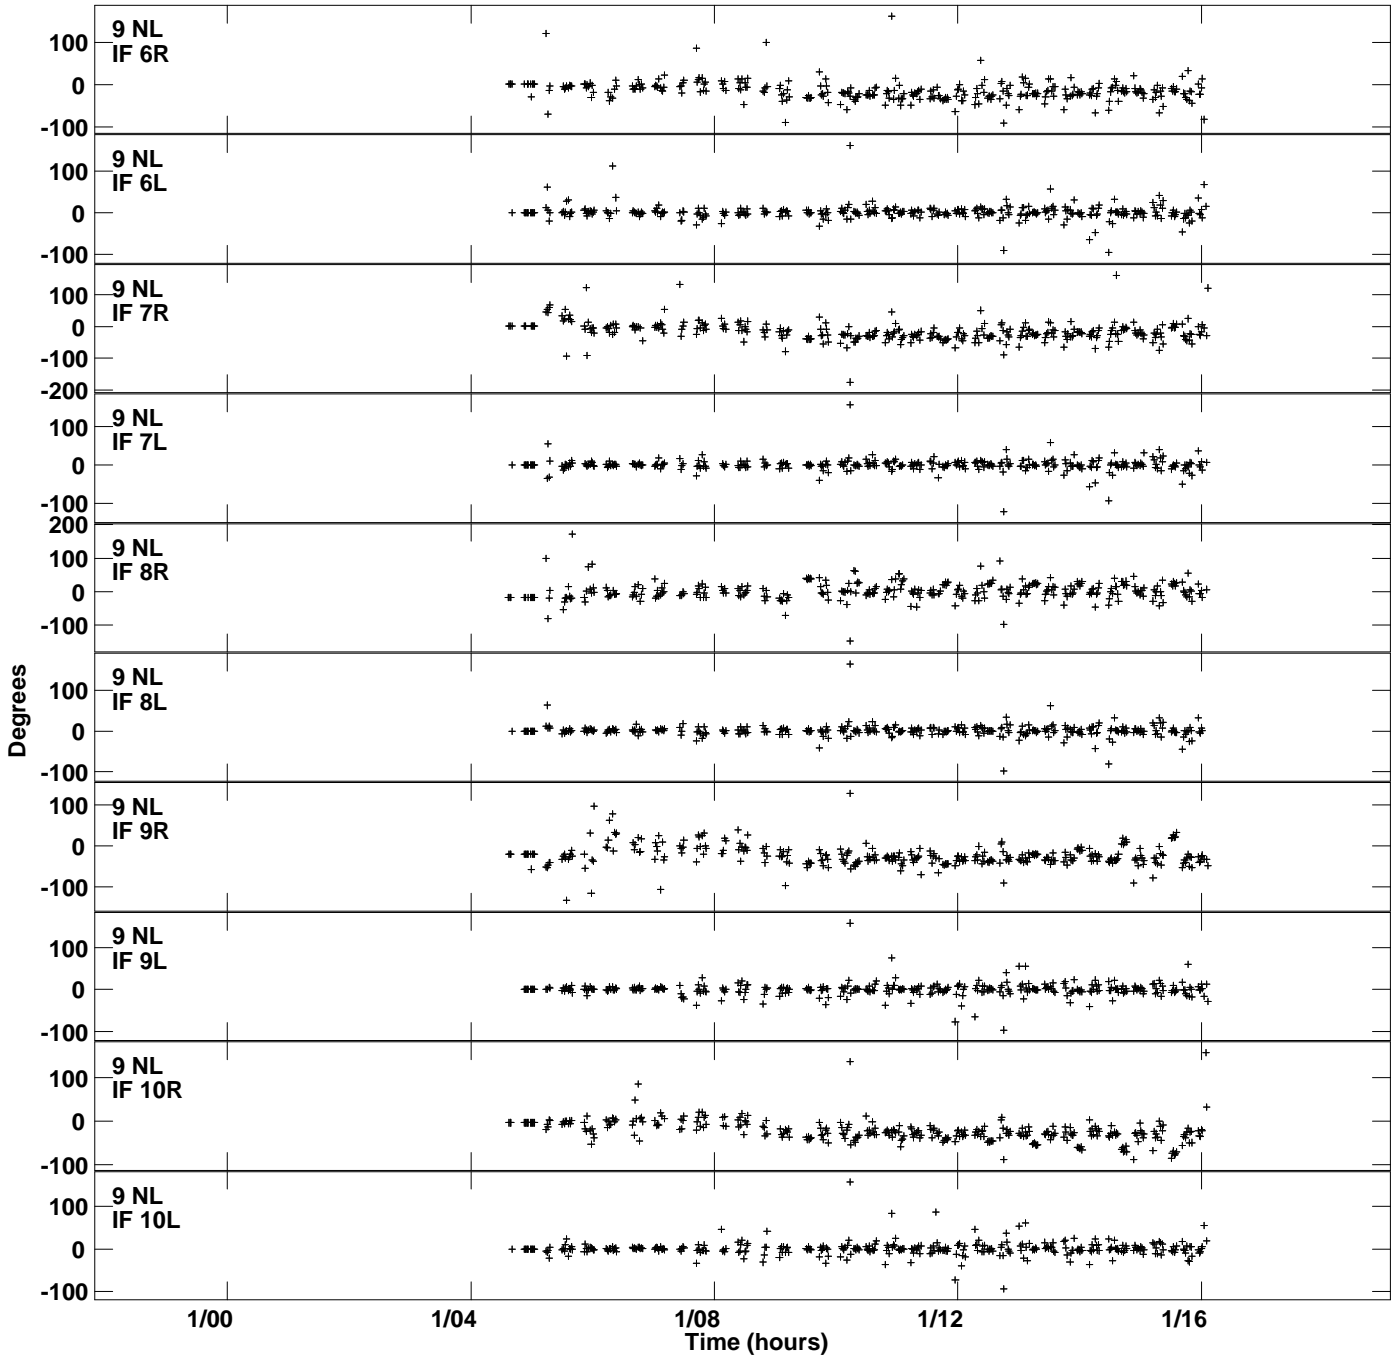 9 NL
IF 6R
100
0
-100
9 NL
IF 6L
100
0
-100
9 NL
IF 7R
100
0
-100
-200
9 NL
IF 7L
100
0
-100
200
9 NL
IF 8R
100
0
-100
9 NL
IF 8L
100
0
-100
9 NL
IF 9R
100
0
-100
9 NL
IF 9L
100
0
-100
9 NL
IF 10R
100
0
-100
9 NL
IF 10L
100
0
-100
Degrees
1/00 1/04 1/08 1/12 1/16
Time (hours)